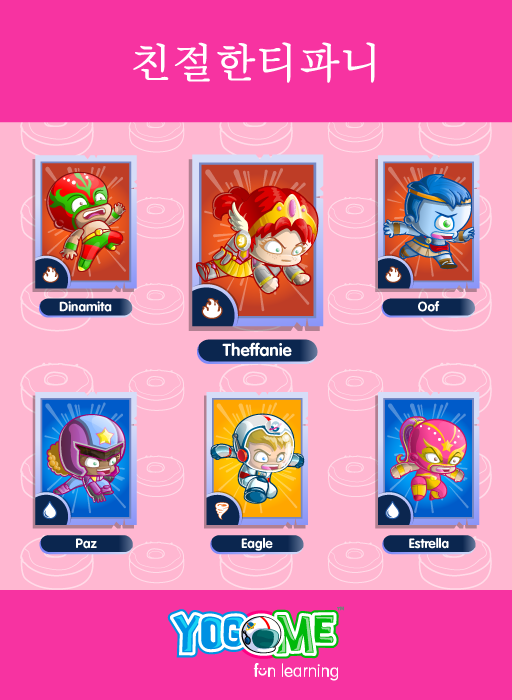 친절한티파니
Dinamita
Theffanie
Oof
Paz
Eagle
Estrella
YOGOME
fun learning